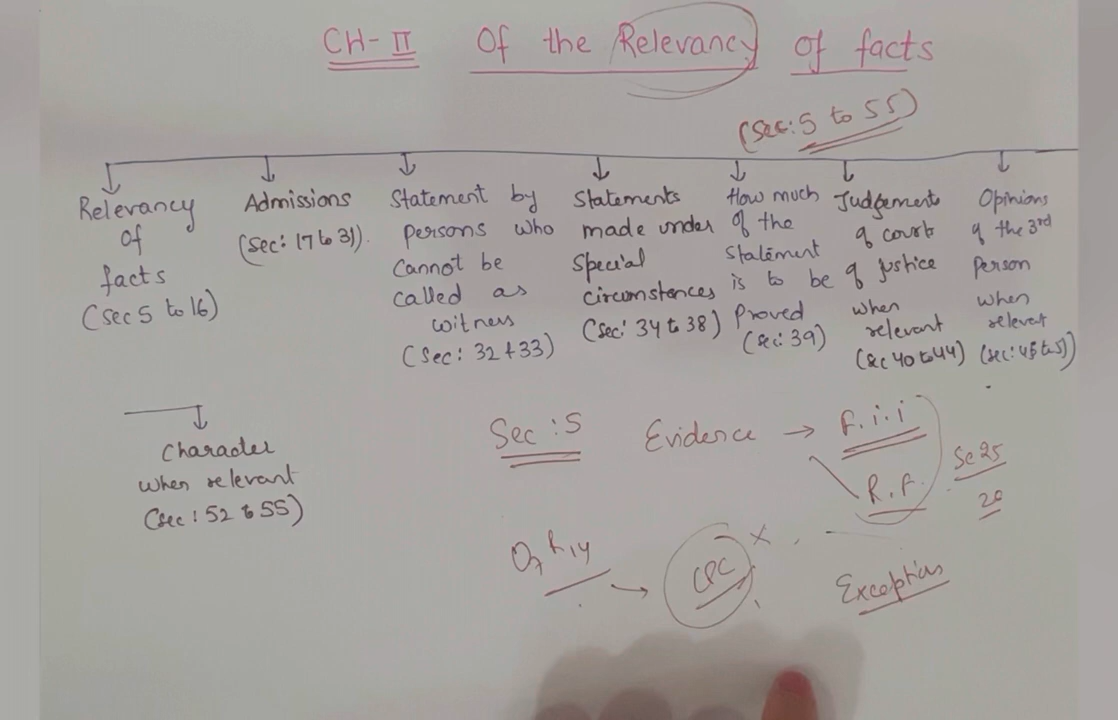 CH-II Of the Relevancy of facts
(Sec: 5 to 55)
Relevancy
of
facts
(sec 5 to 16)
Admissions
(Sec: 17 to 31).
Statement by
persons who
cannot be
called as
witness
(Sec: 32 + 33)
Statements
made under
Special
circumstances
(Sec: 34 to 38)
How much
of the
Statement
is to be
Proved
(sec: 39)
Judgements
of courts
of justice
when
relevant
(sec 40 to 44)
Opinions
of the 3rd
Person
when
relevant
(sec: 45 to 51)
Character
when relevant
(sec: 52 to 55)
Sec: 5 Evidence → F.i.i
R.F.
Sc 25
O7 R14 → CPC X
Exception